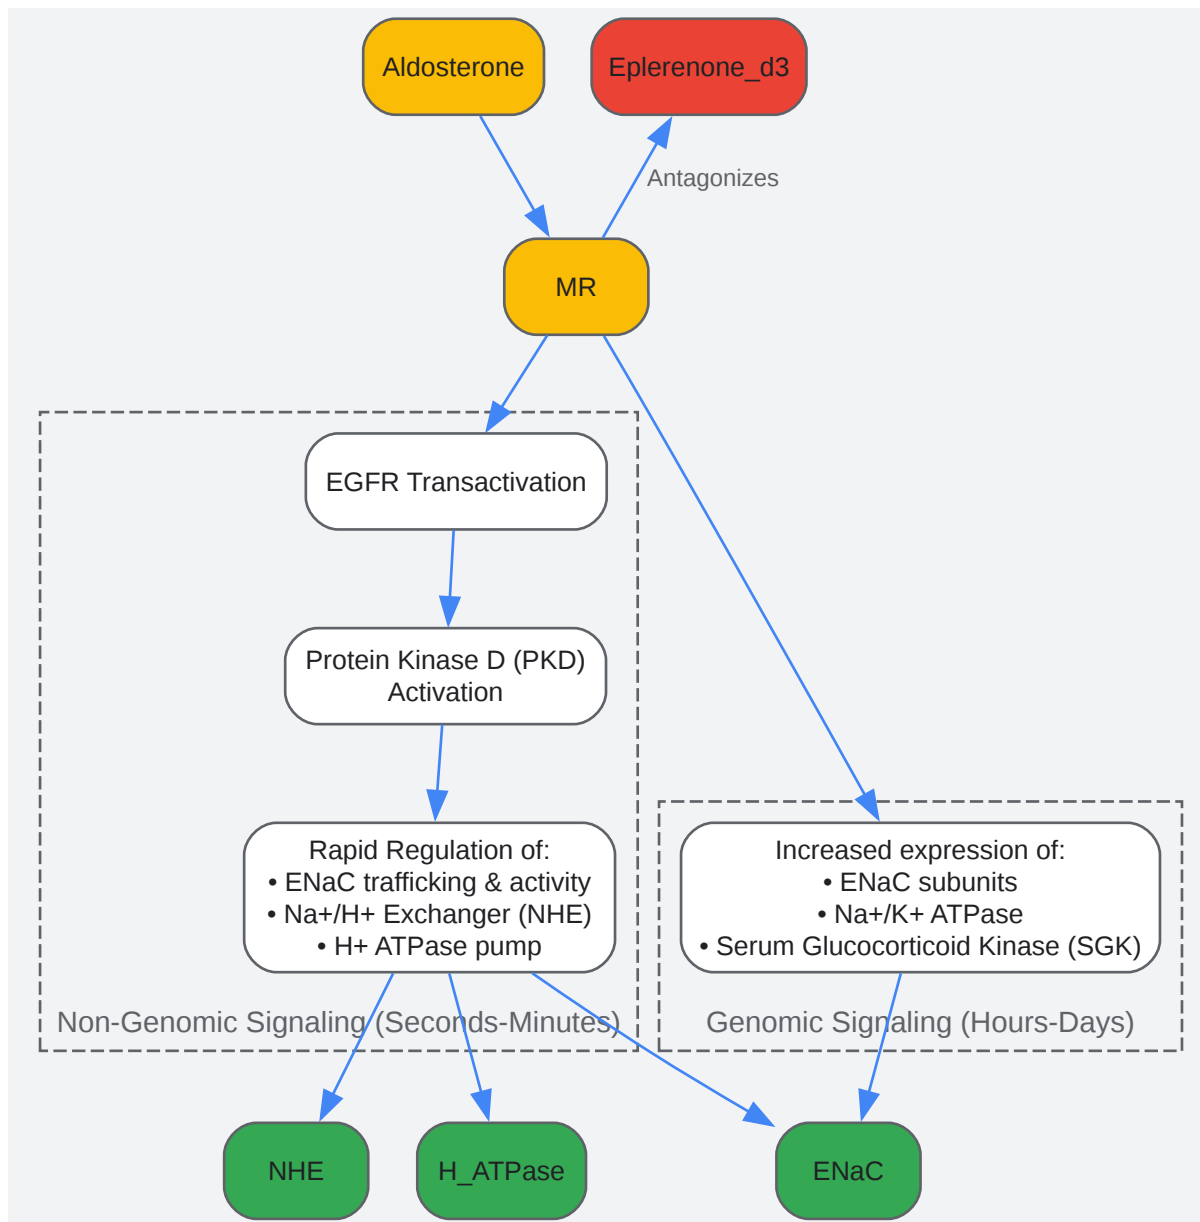 Aldosterone
Eplerenone_d3
Antagonizes
MR
EGFR Transactivation
Protein Kinase D (PKD)
Activation
Rapid Regulation of:
• ENaC trafficking & activity
• Na+/H+ Exchanger (NHE)
• H+ ATPase pump
Non-Genomic Signaling (Seconds-Minutes)
Increased expression of:
• ENaC subunits
• Na+/K+ ATPase
• Serum Glucocorticoid Kinase (SGK)
Genomic Signaling (Hours-Days)
NHE
H_ATPase
ENaC